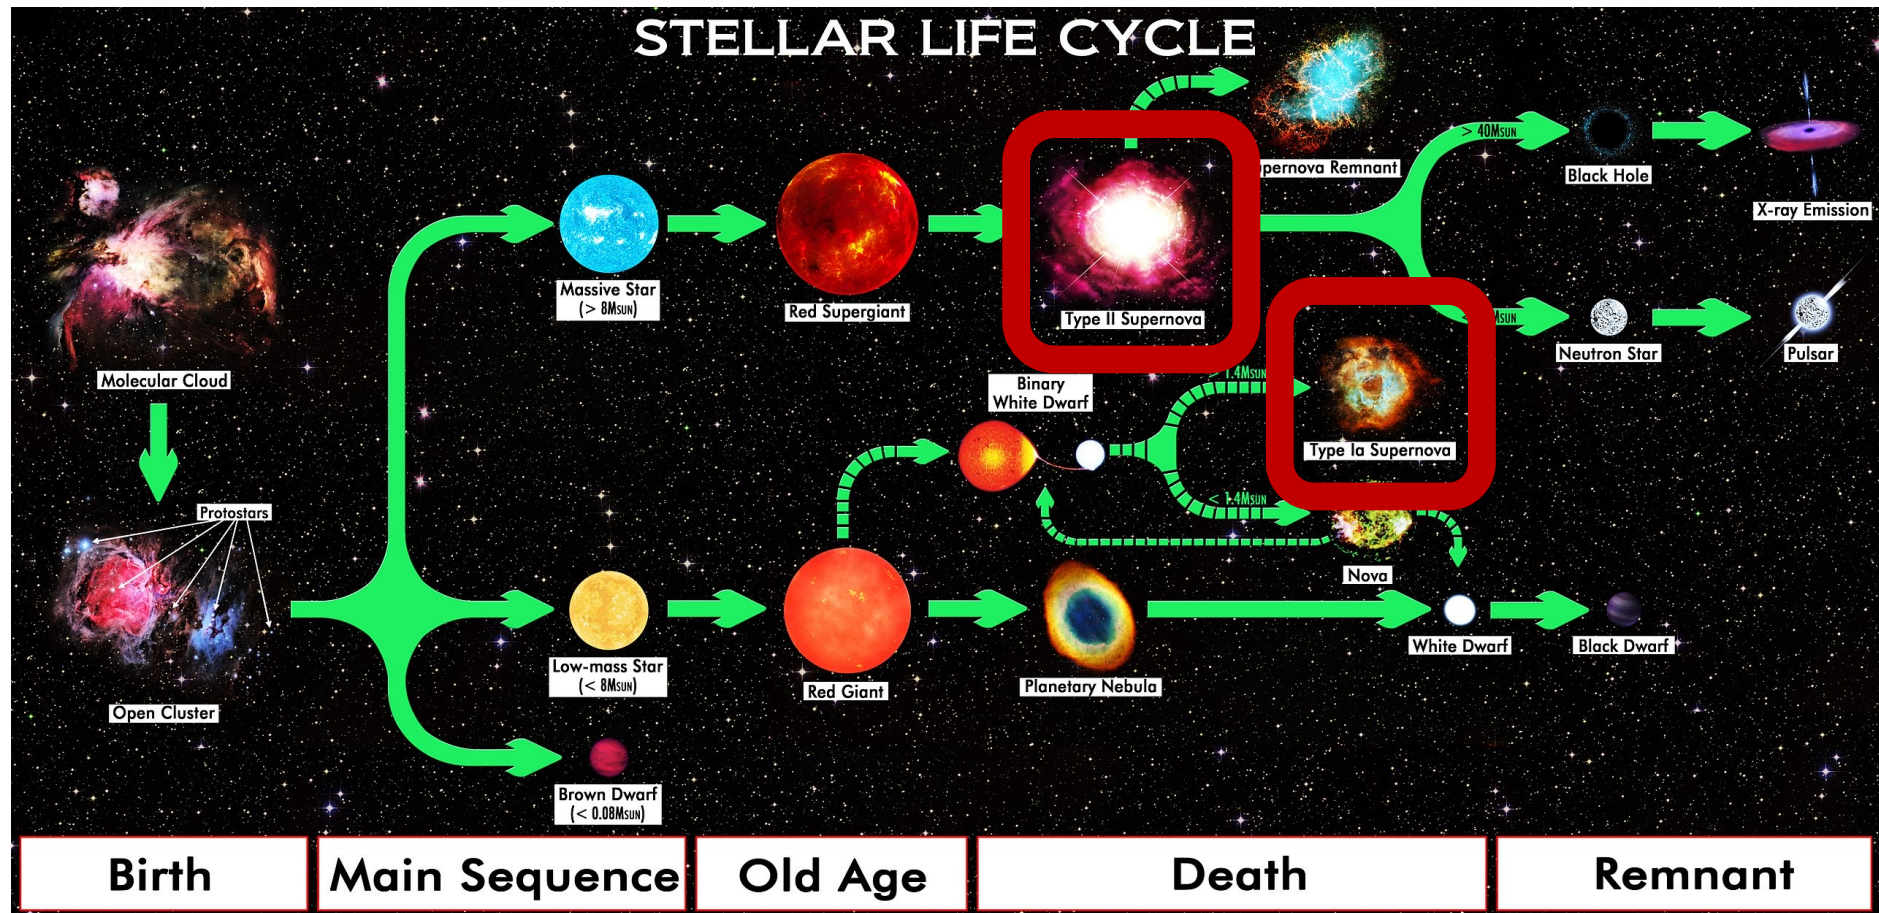 STELLAR LIFE CYCLE
Molecular Cloud
Protostars
Open Cluster
Massive Star
(> 8MSUN)
Red Supergiant
Type II Supernova
pernova Remnant
> 40MSUN
Black Hole
X-ray Emission
Neutron Star
Pulsar
Binary
White Dwarf
> 1.4MSUN
Type Ia Supernova
< 1.4MSUN
Nova
Low-mass Star
(< 8MSUN)
Red Giant
Planetary Nebula
White Dwarf
Black Dwarf
Brown Dwarf
(< 0.08MSUN)
Birth
Main Sequence
Old Age
Death
Remnant